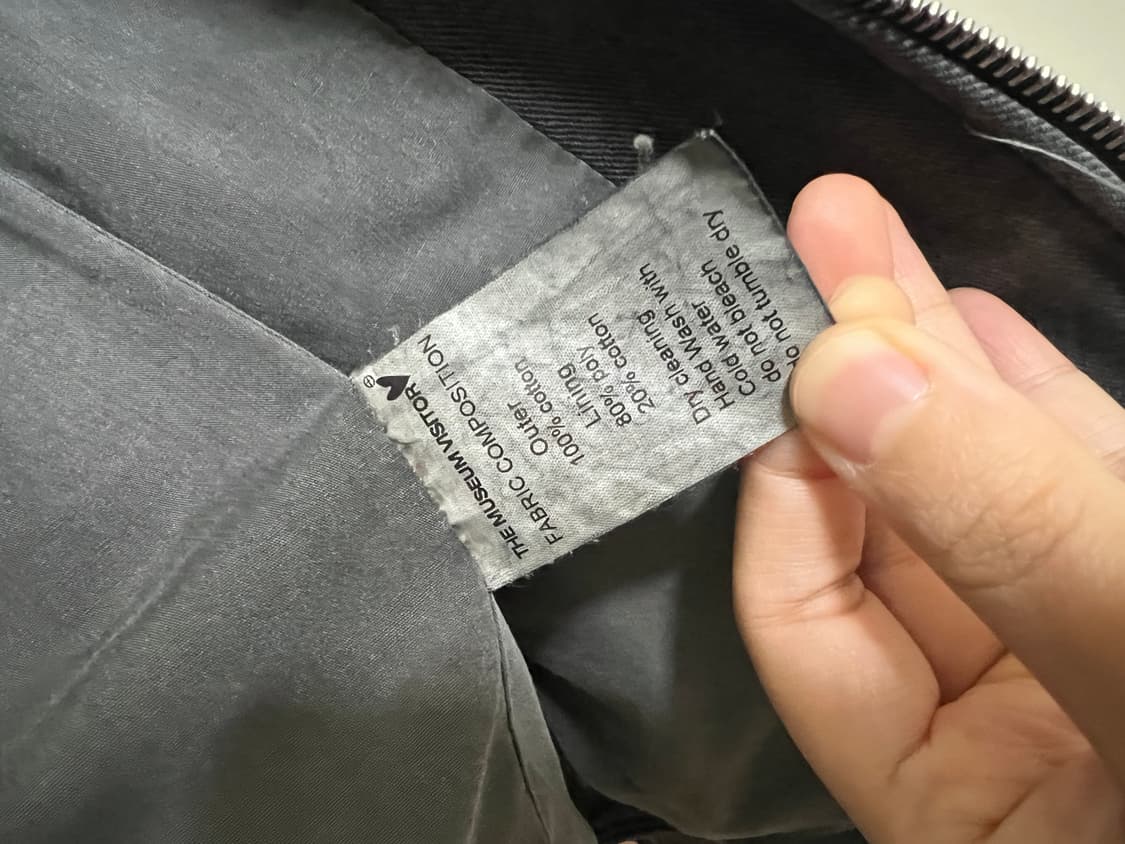 THE MUSEUM VISITOR
FABRIC COMPOSITION
Outer
100% cotton
Lining
80% poly
20% cotton
Dry cleaning
Hand Wash with
Cold water
do not bleach
do not tumble dry